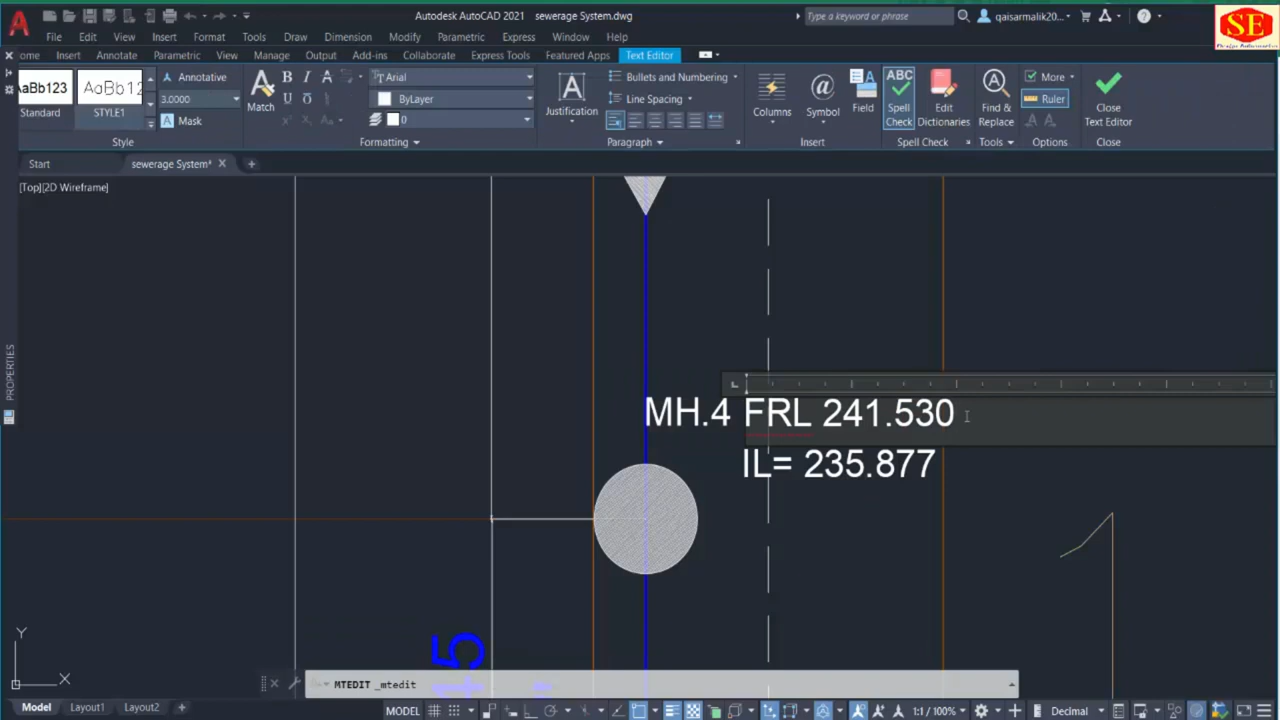 Autodesk AutoCAD 2021 sewerage System.dwg
Type a keyword or phrase
qaisarmalik20...
SE
File Edit View Insert Format Tools Draw Dimension Modify Parametric Express Window Help
ome Insert Annotate Parametric View Manage Output Add-ins Collaborate Express Tools Featured Apps Text Editor
AaBb123 AaBb12 Annotative Match B I A Arial Bullets and Numbering More
3.0000 U O ByLayer Line Spacing Ruler
Standard STYLE1 Mask 0 Justification Columns Symbol Field ABC Spell Check Edit Dictionaries Find & Replace Close Text Editor
Style Formatting Paragraph Insert Spell Check Tools Options Close
Start sewerage System*
[Top][2D Wireframe]
PROPERTIES
MH.4 FRL 241.530
IL= 235.877
5
Y
X
MTEDIT _mtedit
Model Layout1 Layout2 MODEL 1:1 / 100% Decimal